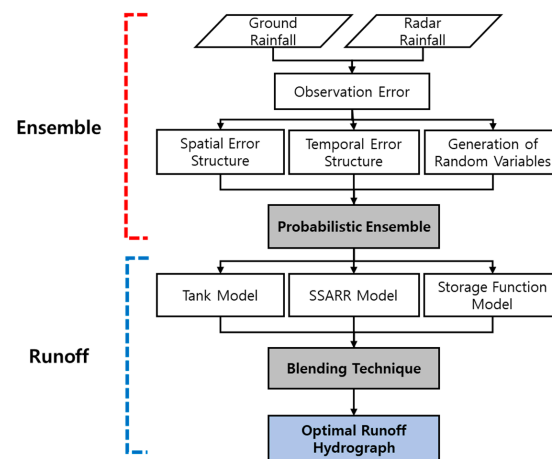 Ground
Rainfall
Radar
Rainfall
Observation Error
Ensemble
Spatial Error
Structure
Temporal Error
Structure
Generation of
Random Variables
Probabilistic Ensemble
Tank Model
SSARR Model
Storage Function
Model
Runoff
Blending Technique
Optimal Runoff
Hydrograph